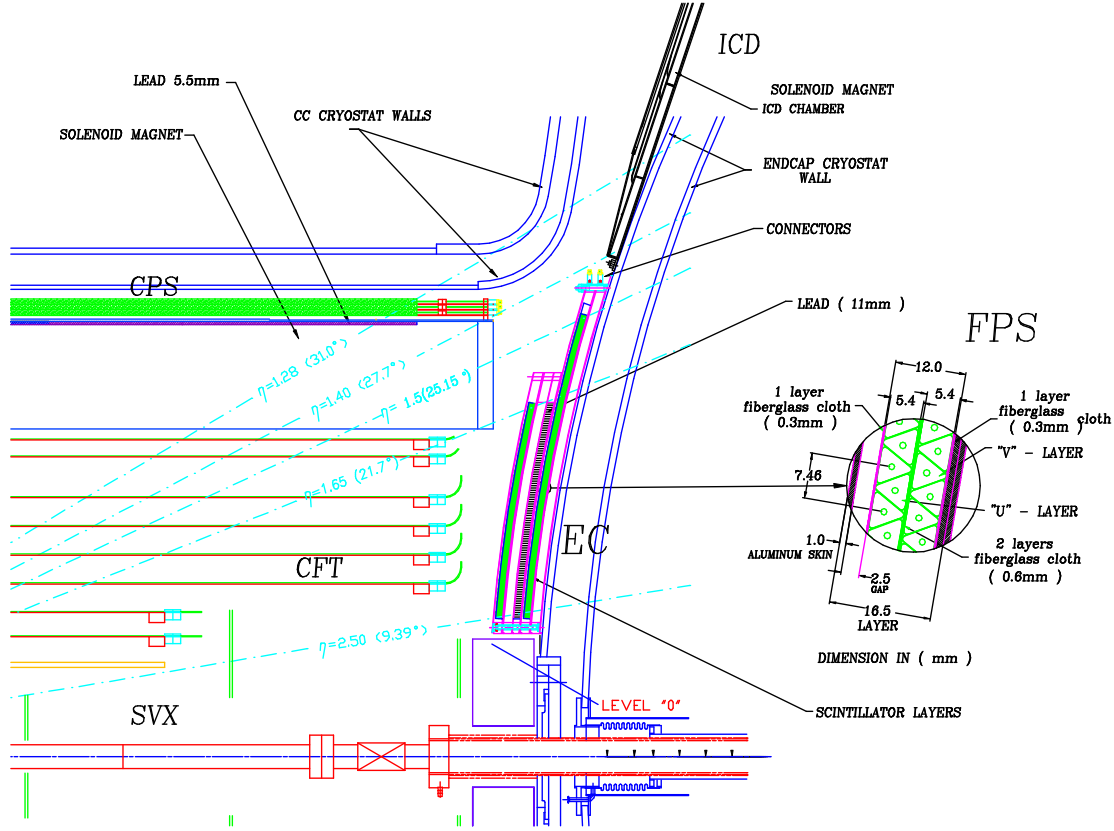 ICD
LEAD 5.5mm
SOLENOID MAGNET
ICD CHAMBER
CC CRYOSTAT WALLS
SOLENOID MAGNET
ENDCAP CRYOSTAT
WALL
CONNECTORS
CPS
LEAD ( 11mm )
FPS
η=1.28 (31.0°)
η=1.40 (27.7°)
η= 1.5(25.15 °)
η=1.65 (21.7°)
12.0
5.4
5.4
1 layer
fiberglass cloth
( 0.3mm )
1 layer
fiberglass cloth
( 0.3mm )
"V" - LAYER
7.46
"U" - LAYER
EC
CFT
1.0
ALUMINUM SKIN
2 layers
fiberglass cloth
( 0.6mm )
2.5
GAP
16.5
LAYER
η=2.50 (9.39°)
DIMENSION IN ( mm )
SVX
LEVEL "0"
SCINTILLATOR LAYERS